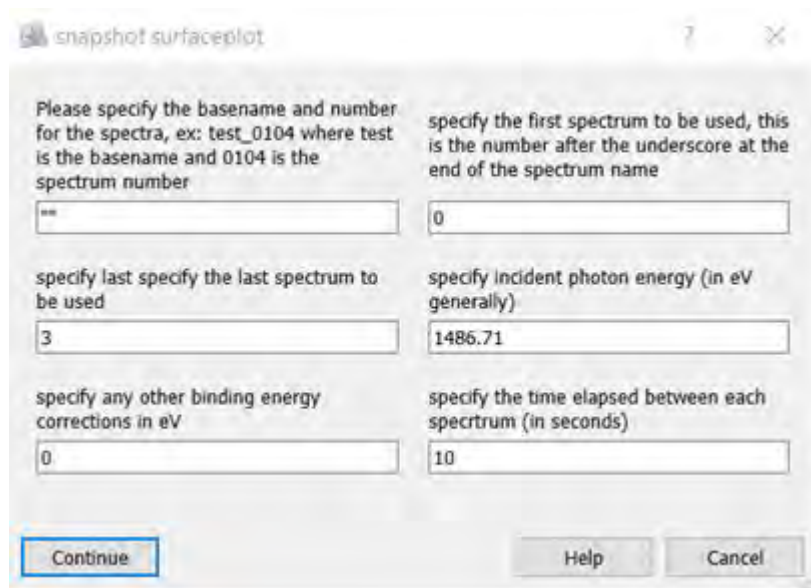 snapshot surfaceplot
Please specify the basename and number
for the spectra, ex: test_0104 where test
is the basename and 0104 is the
spectrum number
""
specify the first spectrum to be used, this
is the number after the underscore at the
end of the spectrum name
0
specify last specify the last spectrum to
be used
3
specify incident photon energy (in eV
generally)
1486.71
specify any other binding energy
corrections in eV
0
specify the time elapsed between each
specrtrum (in seconds)
10
Continue
Help
Cancel